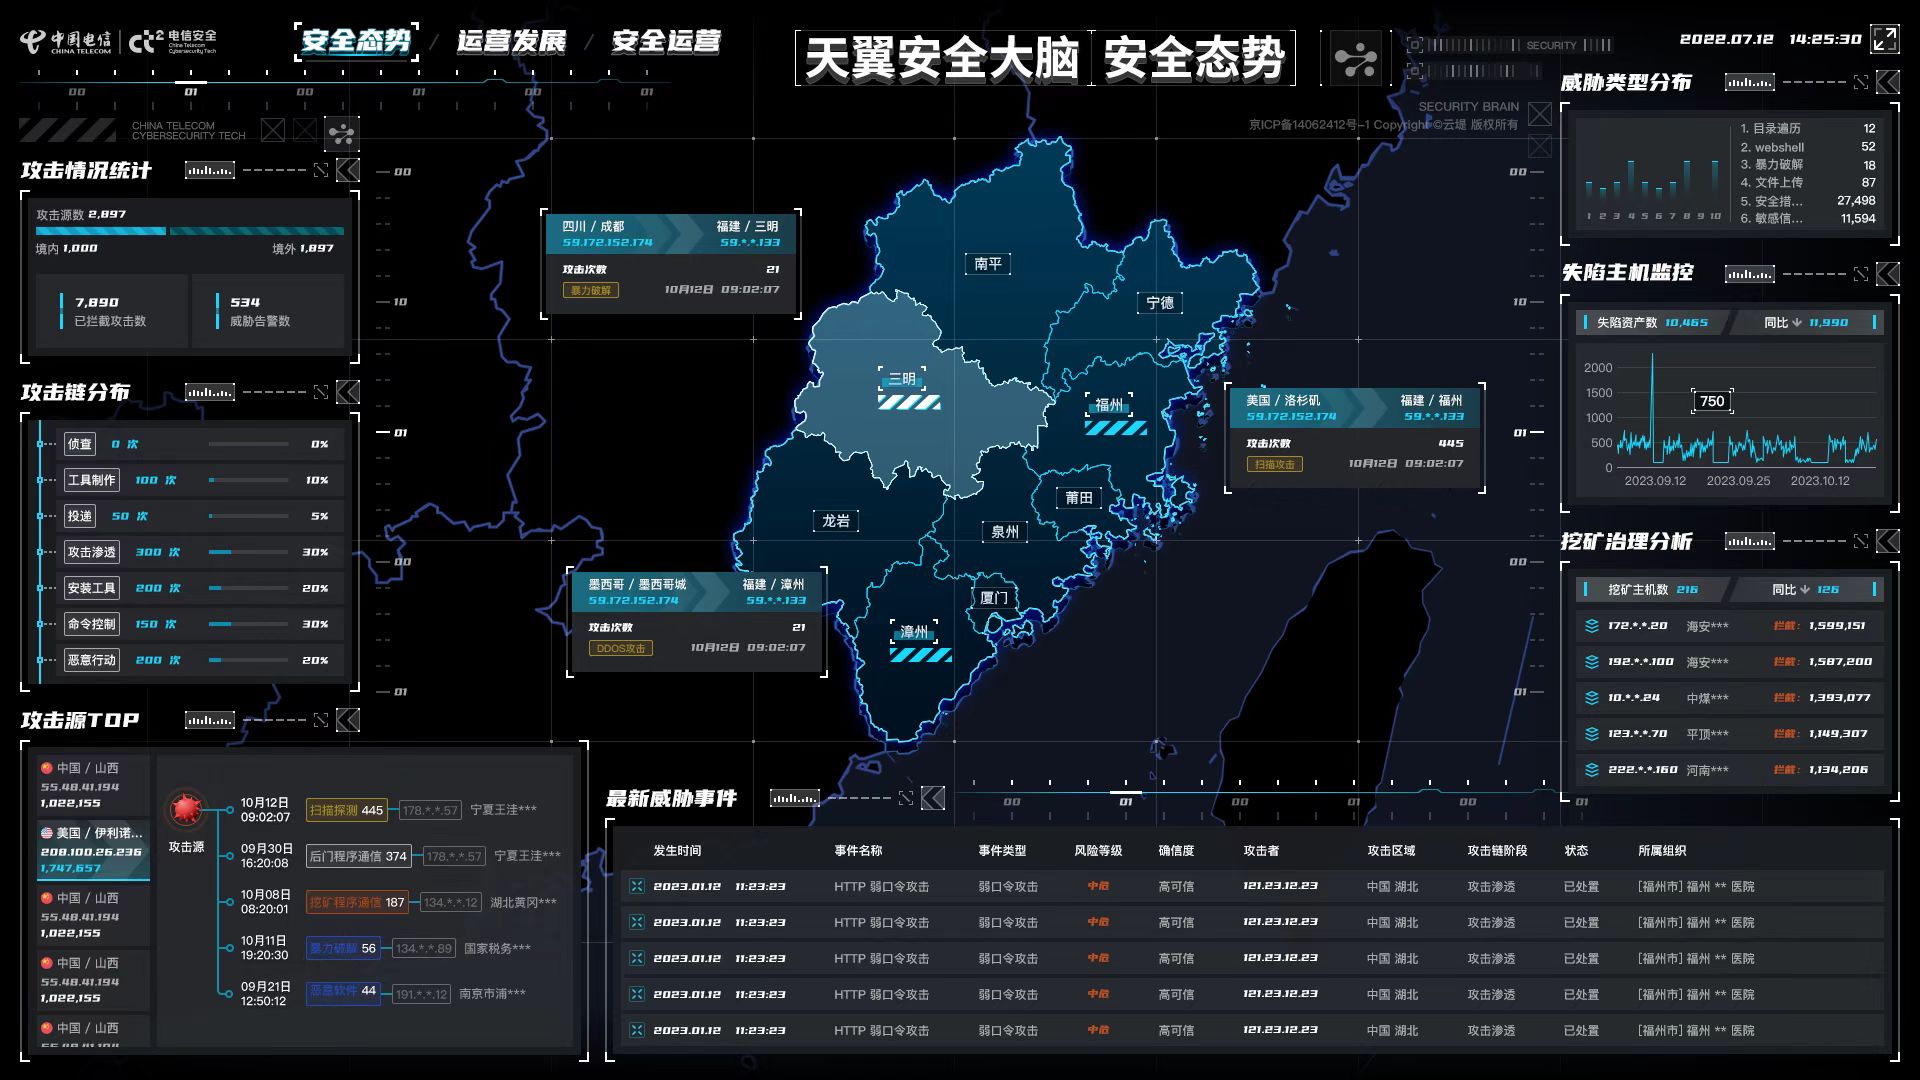 中国电信
CHINA TELECOM
电信安全
China Telecom
Cybersecurity Tech
安全态势 / 运营发展 / 安全运营
天翼安全大脑 安全态势
SECURITY
2022.07.12 14:25:30
00 01 00 01 00 01
CHINA TELECOM
CYBERSECURITY TECH
SECURITY BRAIN
京ICP备14062412号-1 Copyright ©云堤 版权所有
攻击情况统计
攻击源数 2,897
境内 1,000
境外 1,897
7,890
已拦截攻击数
534
威胁告警数
攻击链分布
侦查 0 次 0%
工具制作 100 次 10%
投递 50 次 5%
攻击渗透 300 次 30%
安装工具 200 次 20%
命令控制 150 次 30%
恶意行动 200 次 20%
攻击源TOP
中国 / 山西
55.48.41.194
1,022,155
美国 / 伊利诺...
208.100.26.236
1,747,657
中国 / 山西
55.48.41.194
1,022,155
中国 / 山西
55.48.41.194
1,022,155
中国 / 山西
55.48.41.194
攻击源
10月12日
09:02:07
扫描探测 445
178.*.*.57
宁夏王洼***
09月30日
16:20:08
后门程序通信 374
178.*.*.57
宁夏王洼***
10月08日
08:20:01
挖矿程序通信 187
134.*.*.12
湖北黄冈***
10月11日
19:20:30
暴力破解 56
134.*.*.89
国家税务***
09月21日
12:50:12
恶意软件 44
191.*.*.12
南京市浦***
00
10
01
00
01
四川 / 成都
福建 / 三明
59.172.152.174
59.*.*.133
攻击次数
21
暴力破解
10月12日 09:02:07
美国 / 洛杉矶
福建 / 福州
59.172.152.174
59.*.*.133
攻击次数
445
扫描攻击
10月12日 09:02:07
墨西哥 / 墨西哥城
福建 / 漳州
59.172.152.174
59.*.*.133
攻击次数
21
DDOS攻击
10月12日 09:02:07
南平
宁德
三明
福州
莆田
龙岩
泉州
厦门
漳州
00
10
01
00
01
威胁类型分布
1 2 3 4 5 6 7 8 9 10
1. 目录遍历 12
2. webshell 52
3. 暴力破解 18
4. 文件上传 87
5. 安全措... 27,498
6. 敏感信... 11,594
失陷主机监控
失陷资产数 10,465
同比 ↓ 11,990
2000
1500
1000
500
0
750
2023.09.12 2023.09.25 2023.10.12
挖矿治理分析
挖矿主机数 216
同比 ↓ 126
172.*.*.20 海安*** 拦截: 1,599,151
192.*.*.100 海安*** 拦截: 1,587,200
10.*.*.24 中煤*** 拦截: 1,393,077
123.*.*.70 平顶*** 拦截: 1,149,307
222.*.*.160 河南*** 拦截: 1,134,206
最新威胁事件
00 01 00 01 00 01
发生时间 事件名称 事件类型 风险等级 确信度 攻击者 攻击区域 攻击链阶段 状态 所属组织
2023.01.12 11:23:23 HTTP 弱口令攻击 弱口令攻击 中危 高可信 121.23.12.23 中国 湖北 攻击渗透 已处置 [福州市] 福州 ** 医院
2023.01.12 11:23:23 HTTP 弱口令攻击 弱口令攻击 中危 高可信 121.23.12.23 中国 湖北 攻击渗透 已处置 [福州市] 福州 ** 医院
2023.01.12 11:23:23 HTTP 弱口令攻击 弱口令攻击 中危 高可信 121.23.12.23 中国 湖北 攻击渗透 已处置 [福州市] 福州 ** 医院
2023.01.12 11:23:23 HTTP 弱口令攻击 弱口令攻击 中危 高可信 121.23.12.23 中国 湖北 攻击渗透 已处置 [福州市] 福州 ** 医院
2023.01.12 11:23:23 HTTP 弱口令攻击 弱口令攻击 中危 高可信 121.23.12.23 中国 湖北 攻击渗透 已处置 [福州市] 福州 ** 医院